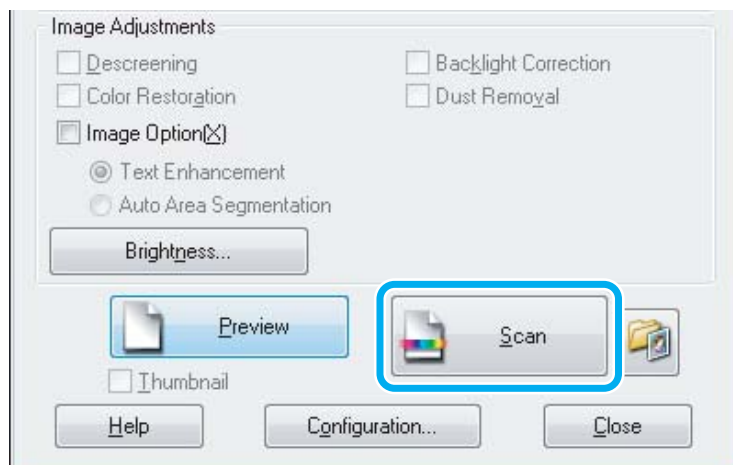 Image Adjustments
Descreening
Backlight Correction
Color Restoration
Dust Removal
Image Option(X)
Text Enhancement
Auto Area Segmentation
Brightness...
Preview
Scan
Thumbnail
Help
Configuration...
Close